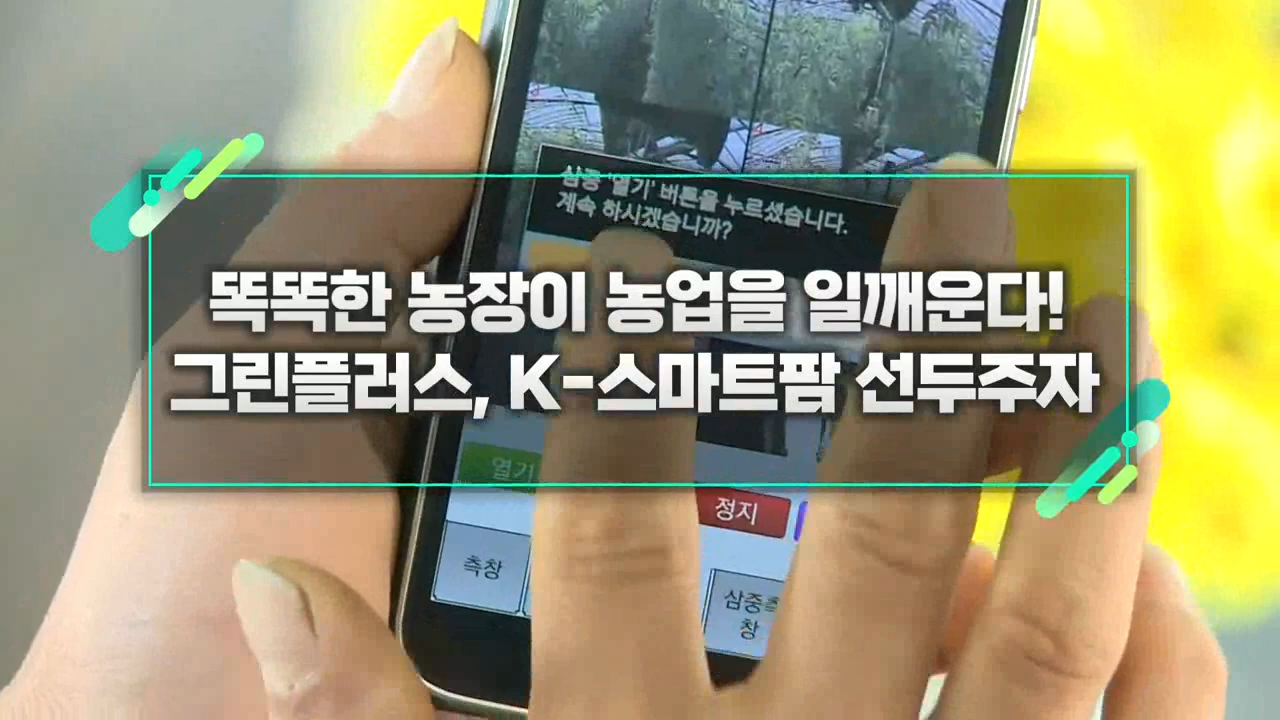 삼중 '열기' 버튼을 누르셨습니다.
계속 하시겠습니까?
똑똑한 농장이 농업을 일깨운다!
그린플러스, K-스마트팜 선두주자
열기
정지
측창
삼중측
창